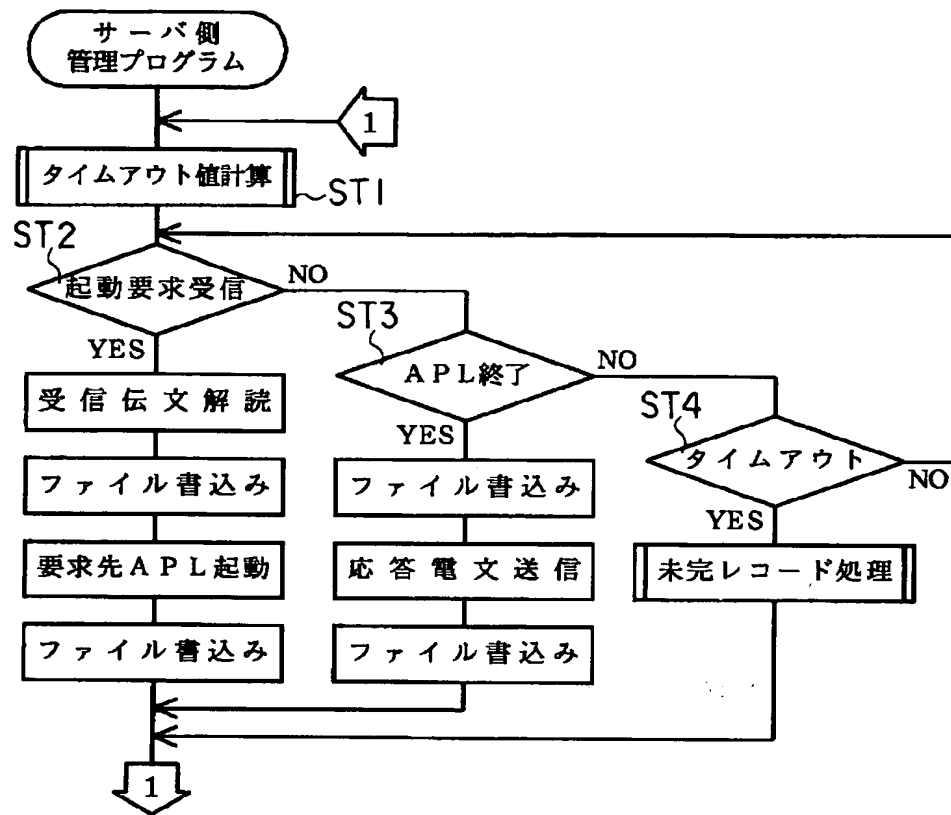 サーバ側
管理プログラム
1
タイムアウト値計算
ST1
ST2
起動要求受信
NO
YES
ST3
APL終了
NO
YES
ST4
タイムアウト
NO
YES
受信伝文解読
ファイル書込み
要求先APL起動
ファイル書込み
ファイル書込み
応答電文送信
ファイル書込み
未完レコード処理
1